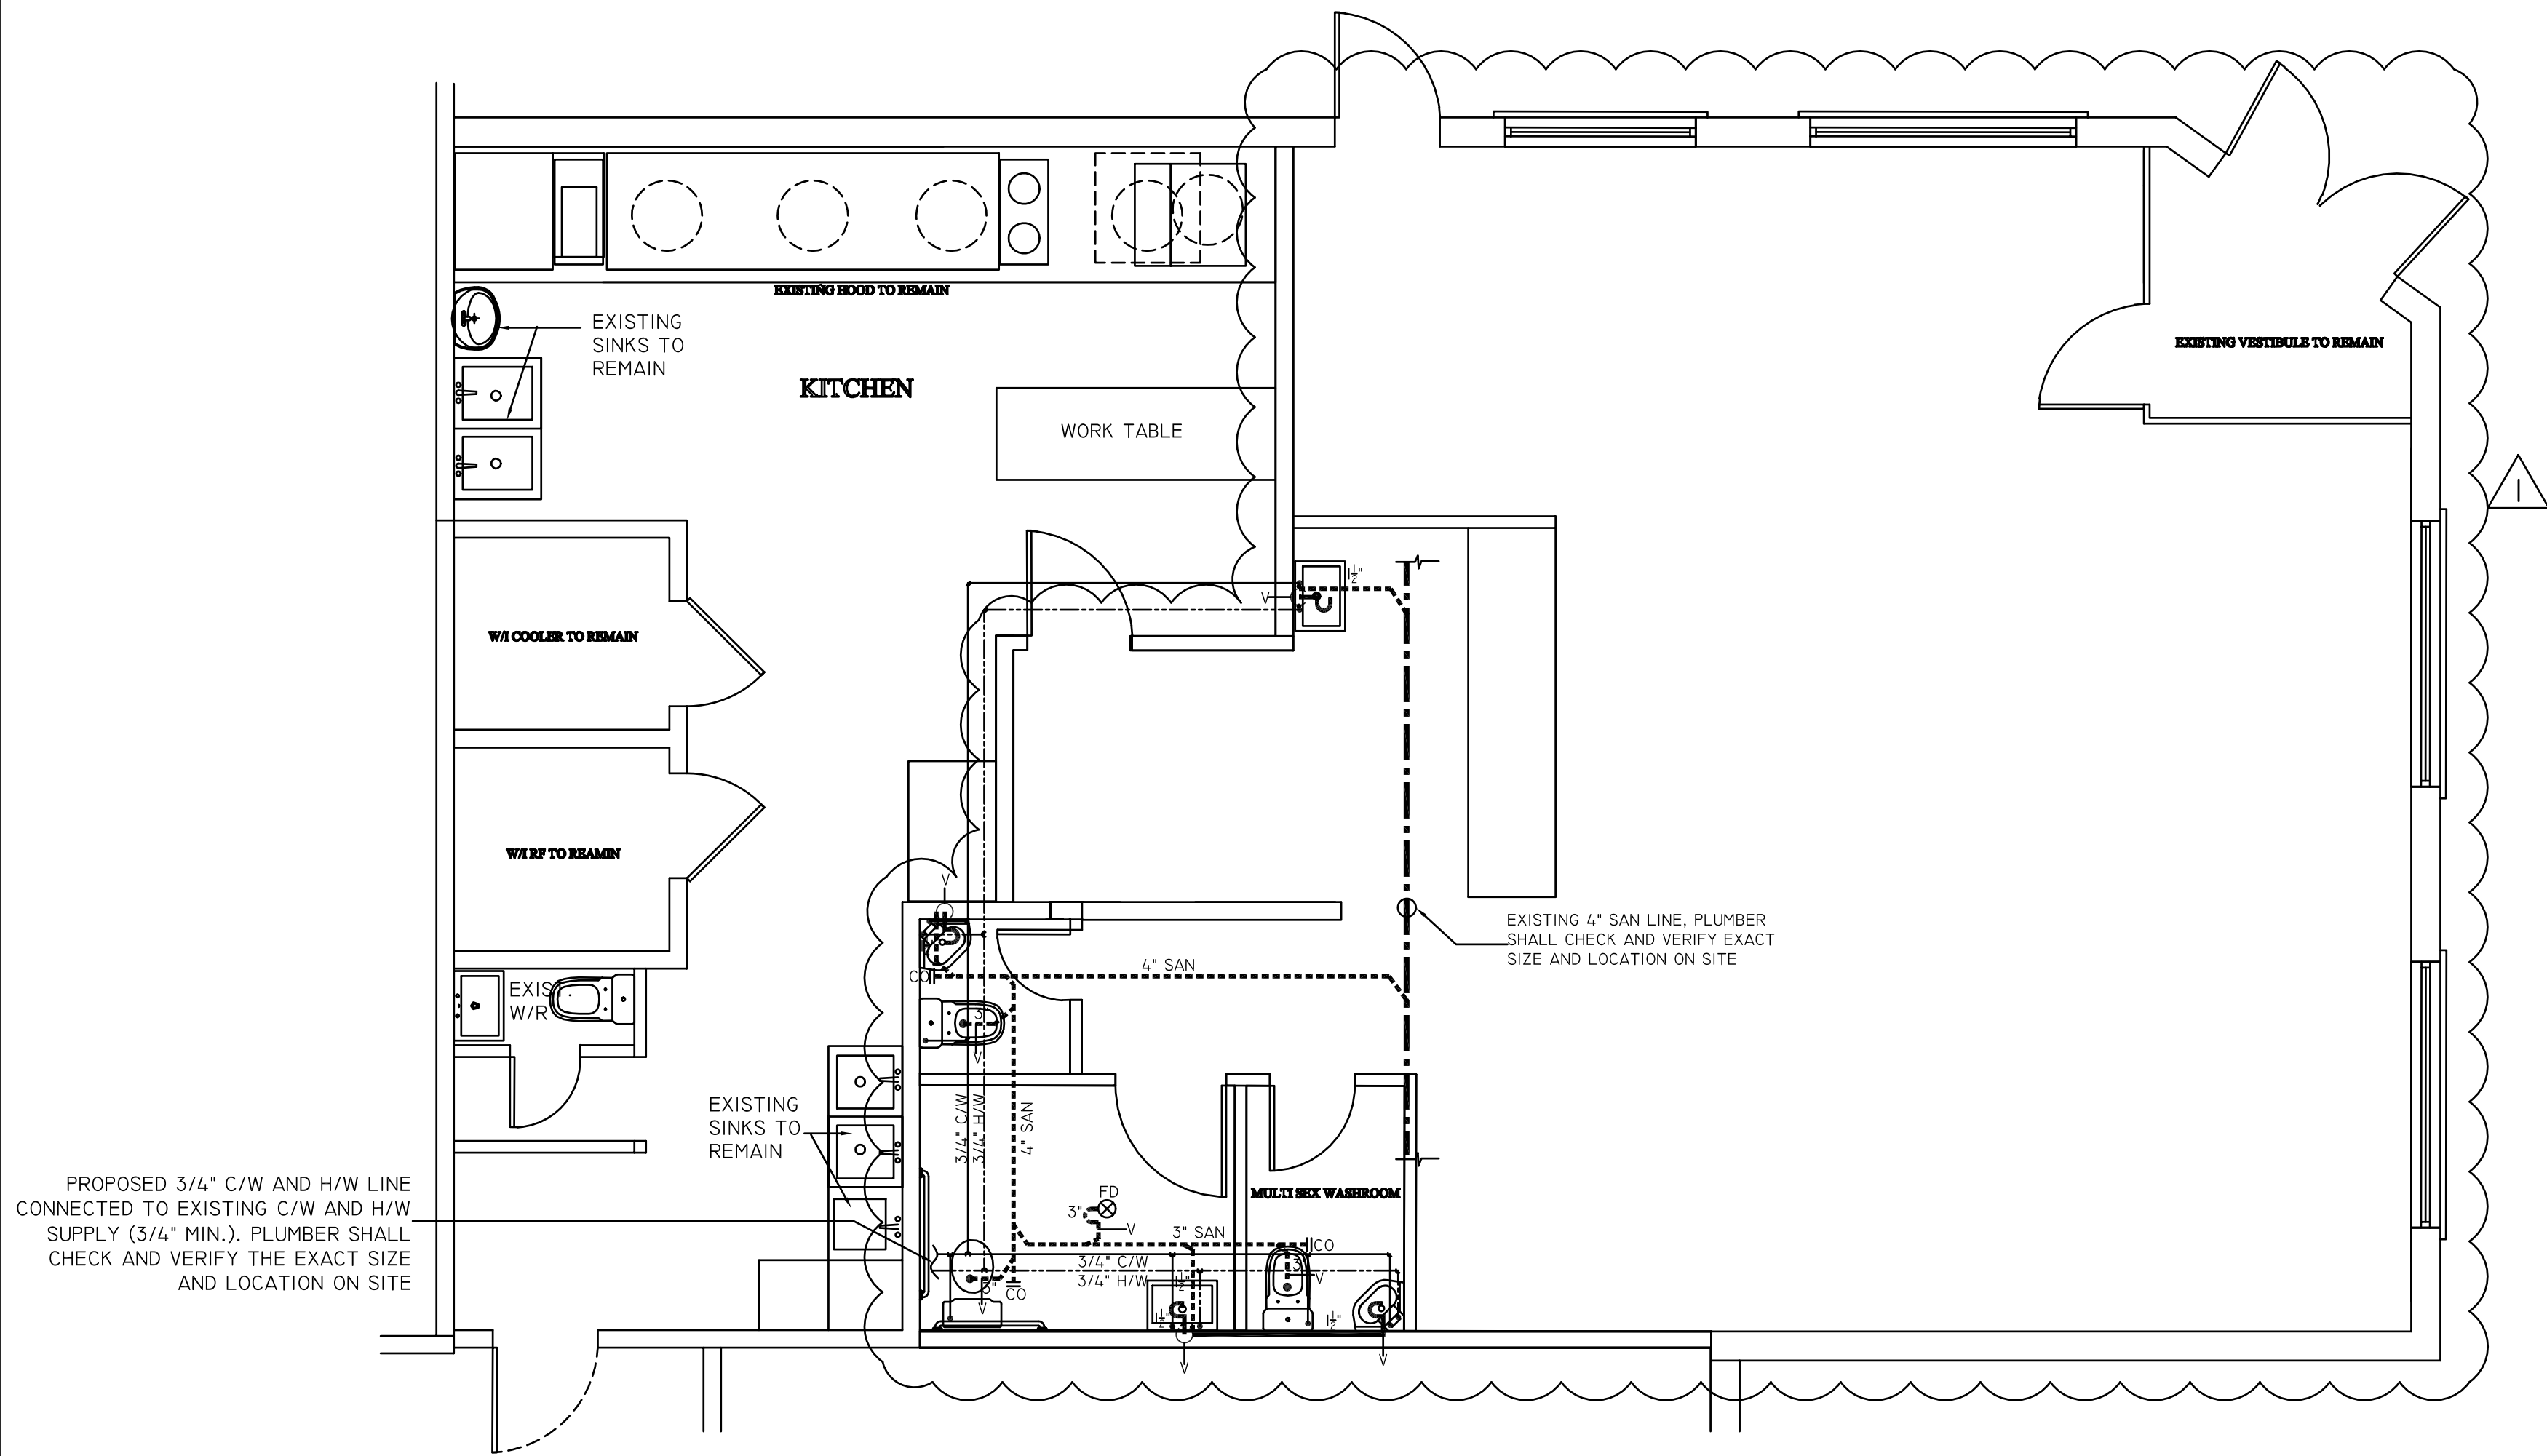 EXISTING HOOD TO REMAIN
EXISTING
SINKS TO
REMAIN
KITCHEN
WORK TABLE
EXISTING VESTIBULE TO REMAIN
1
1½"
V
W/I COOLER TO REMAIN
W/I RF TO REAMIN
V
EXISTING 4" SAN LINE, PLUMBER
SHALL CHECK AND VERIFY EXACT
SIZE AND LOCATION ON SITE
4" SAN
CO
EXIST.
W/R
3"
V
EXISTING
SINKS TO
REMAIN
3/4" C/W
3/4" H/W
4" SAN
PROPOSED 3/4" C/W AND H/W LINE
CONNECTED TO EXISTING C/W AND H/W
SUPPLY (3/4" MIN.). PLUMBER SHALL
CHECK AND VERIFY THE EXACT SIZE
AND LOCATION ON SITE
FD
3"
V
MULTI SEX WASHROOM
3" SAN
CO
3/4" C/W
3/4" H/W
1½"
3"
V
3"
CO
V
1½"
1½"
V
V